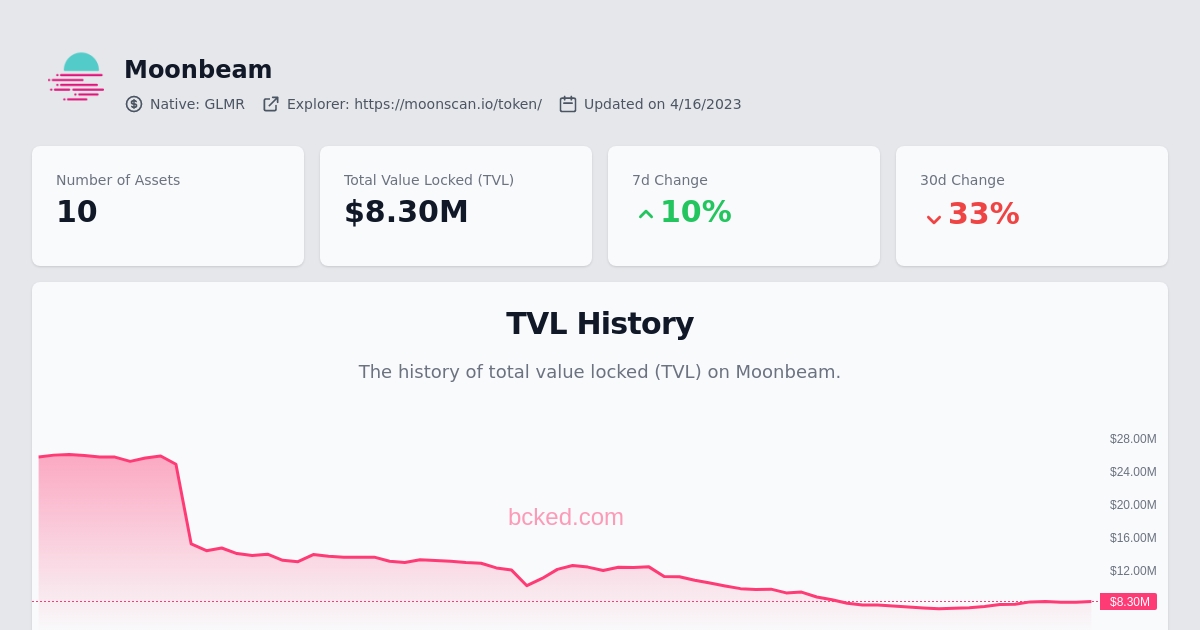 Moonbeam
Native: GLMR Explorer: https://moonscan.io/token/ Updated on 4/16/2023
Number of Assets
10
Total Value Locked (TVL)
$8.30M
7d Change
10%
30d Change
33%
TVL History
The history of total value locked (TVL) on Moonbeam.
$28.00M
$24.00M
$20.00M
bcked.com
$16.00M
$12.00M
$8.30M